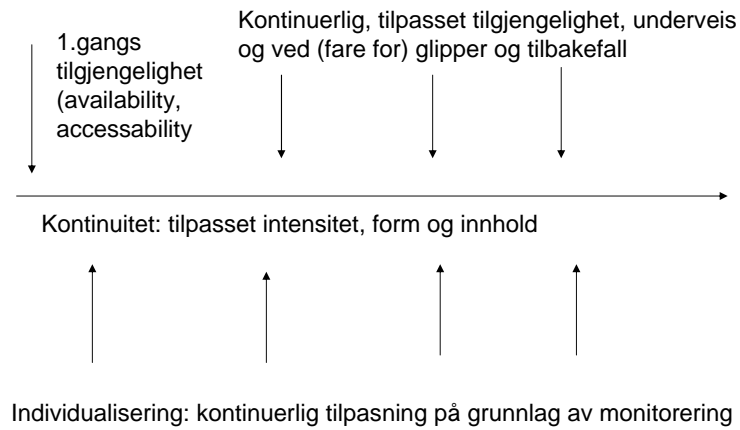 1.gangs
tilgjengelighet
(availability,
accessability
Kontinuerlig, tilpasset tilgjengelighet, underveis
og ved (fare for) glipper og tilbakefall
Kontinuitet: tilpasset intensitet, form og innhold
Individualisering: kontinuerlig tilpasning på grunnlag av monitorering